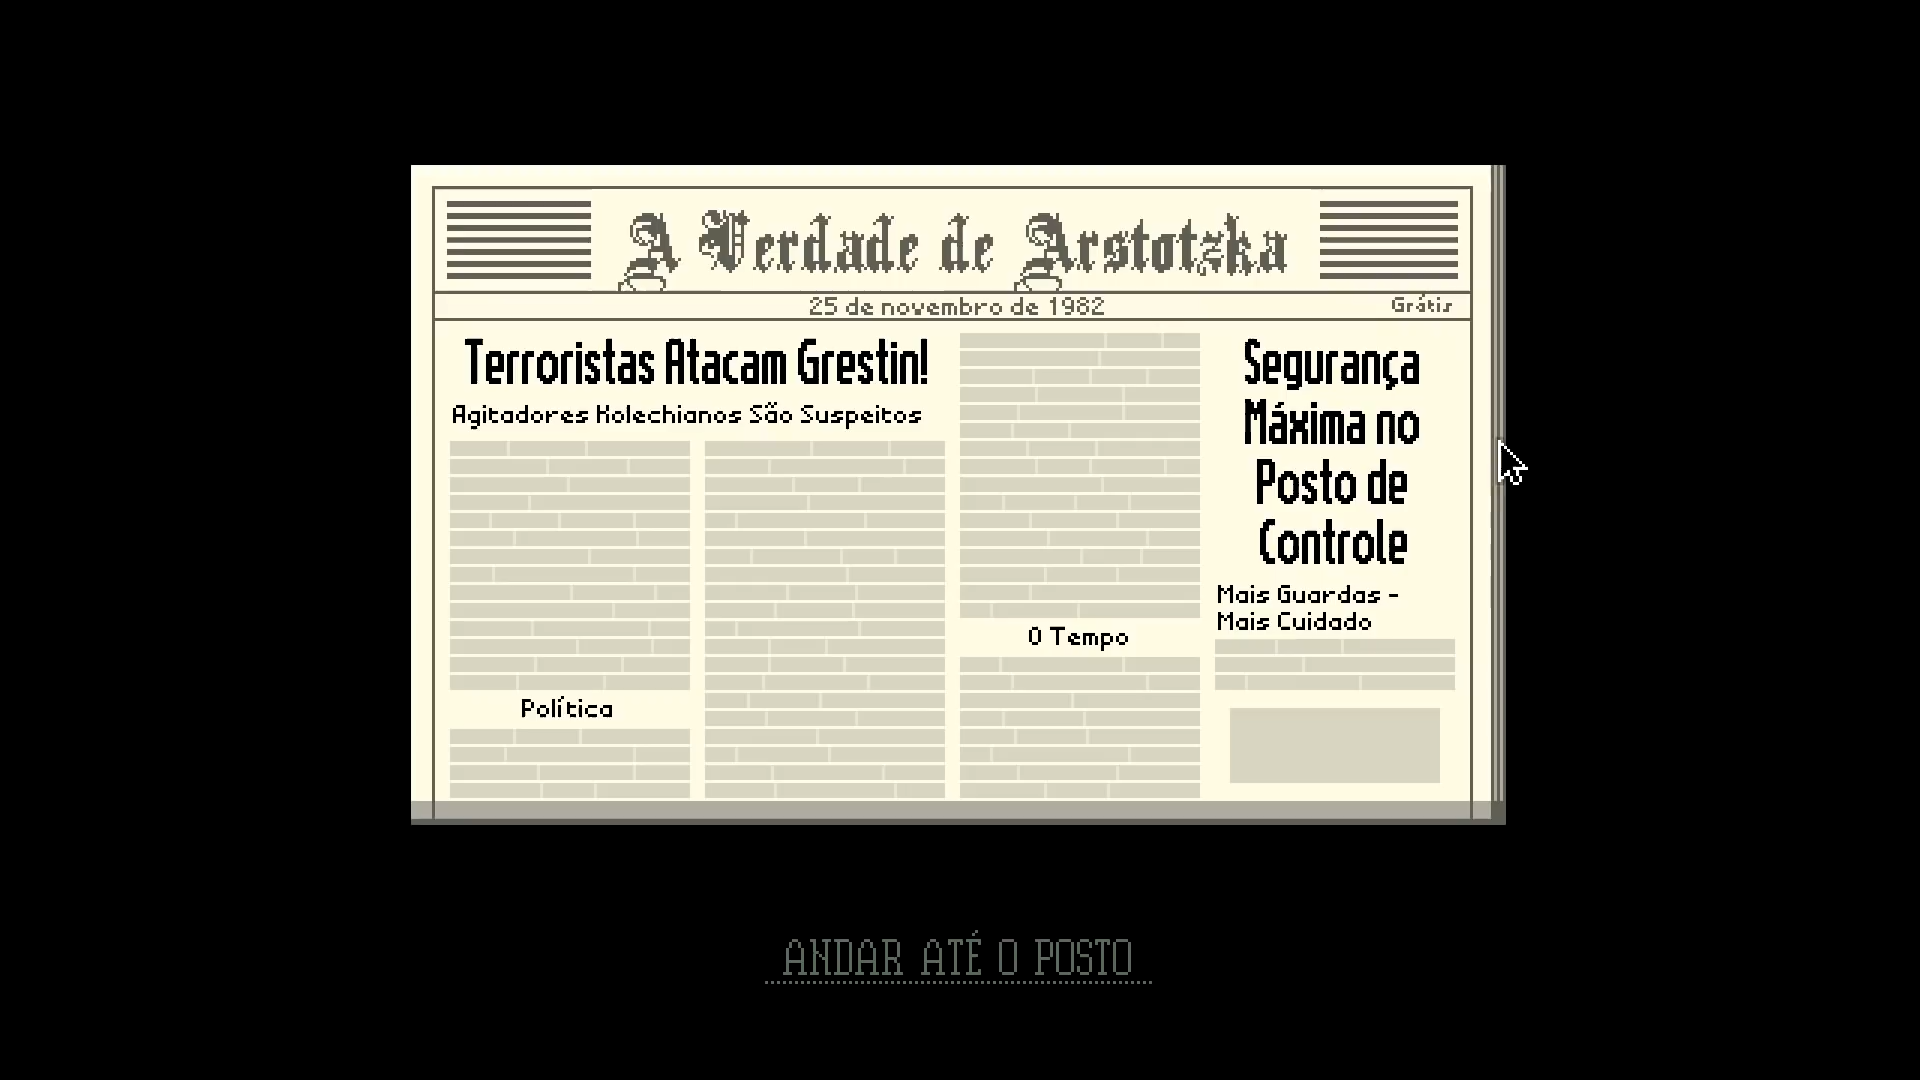 A Verdade de Arstotzka
25 de novembro de 1982
Grátis
Terroristas Atacam Grestin!
Agitadores Kolechianos São Suspeitos
Política
O Tempo
Segurança
Máxima no
Posto de
Controle
Mais Guardas -
Mais Cuidado
ANDAR ATÉ O POSTO